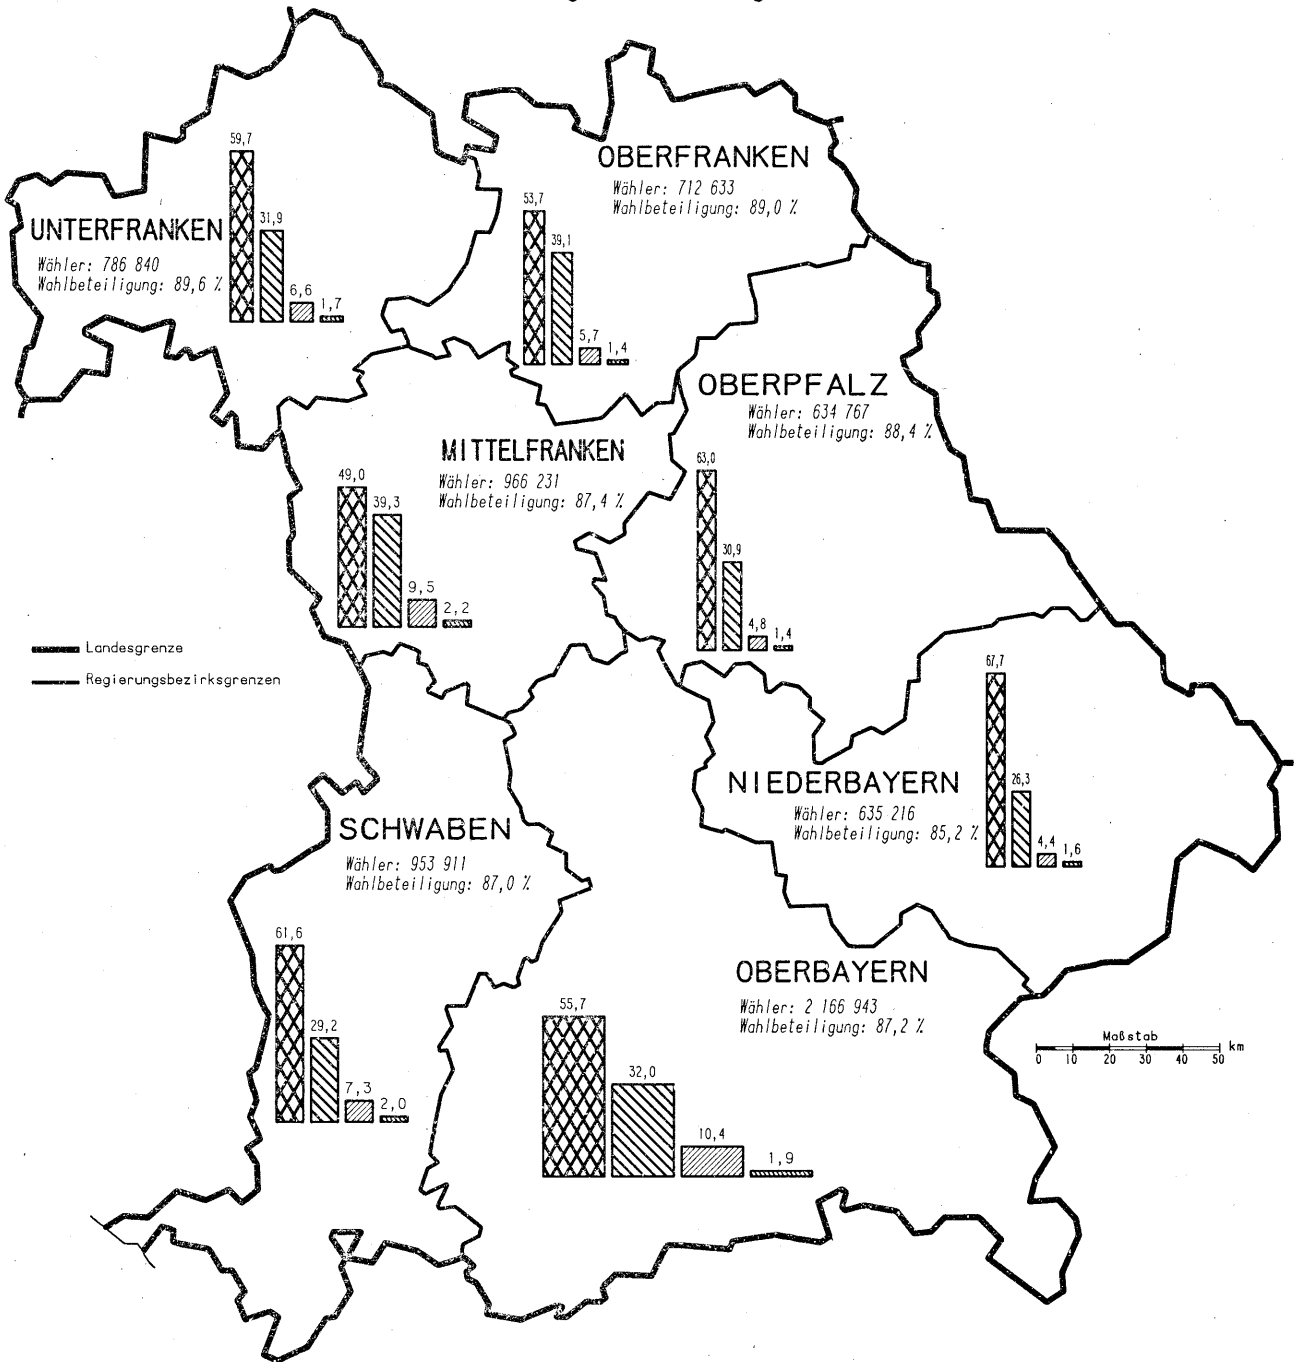 OBERFRANKEN
Wähler: 712 633
Wahlbeteiligung: 89,0 %
53,7
39,1
5,7
1,4
UNTERFRANKEN
Wähler: 786 840
Wahlbeteiligung: 89,6 %
59,7
31,9
6,6
1,7
OBERPFALZ
Wähler: 634 767
Wahlbeteiligung: 88,4 %
63,0
30,9
4,8
1,4
MITTELFRANKEN
Wähler: 966 231
Wahlbeteiligung: 87,4 %
49,0
39,3
9,5
2,2
Landesgrenze
Regierungsbezirksgrenzen
NIEDERBAYERN
Wähler: 635 216
Wahlbeteiligung: 85,2 %
67,7
26,3
4,4
1,6
SCHWABEN
Wähler: 953 911
Wahlbeteiligung: 87,0 %
61,6
29,2
7,3
2,0
OBERBAYERN
Wähler: 2 166 943
Wahlbeteiligung: 87,2 %
55,7
32,0
10,4
1,9
Maßstab
0 10 20 30 40 50 km